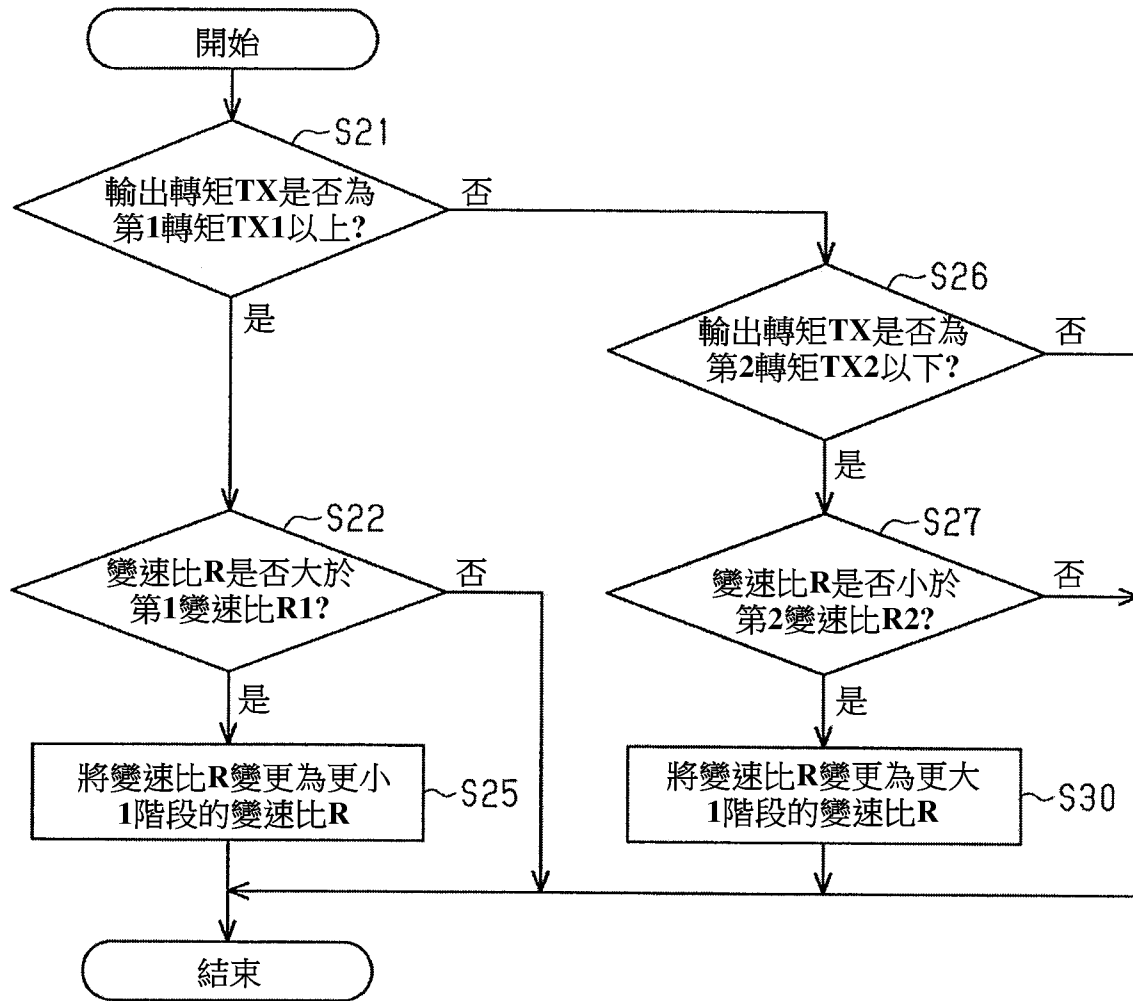 開始
S21
輸出轉矩TX是否為
第1轉矩TX1以上?
否
是
S26
輸出轉矩TX是否為
第2轉矩TX2以下?
否
是
S22
變速比R是否大於
第1變速比R1?
否
是
S27
變速比R是否小於
第2變速比R2?
否
是
將變速比R變更為更小
1階段的變速比R
S25
將變速比R變更為更大
1階段的變速比R
S30
結束